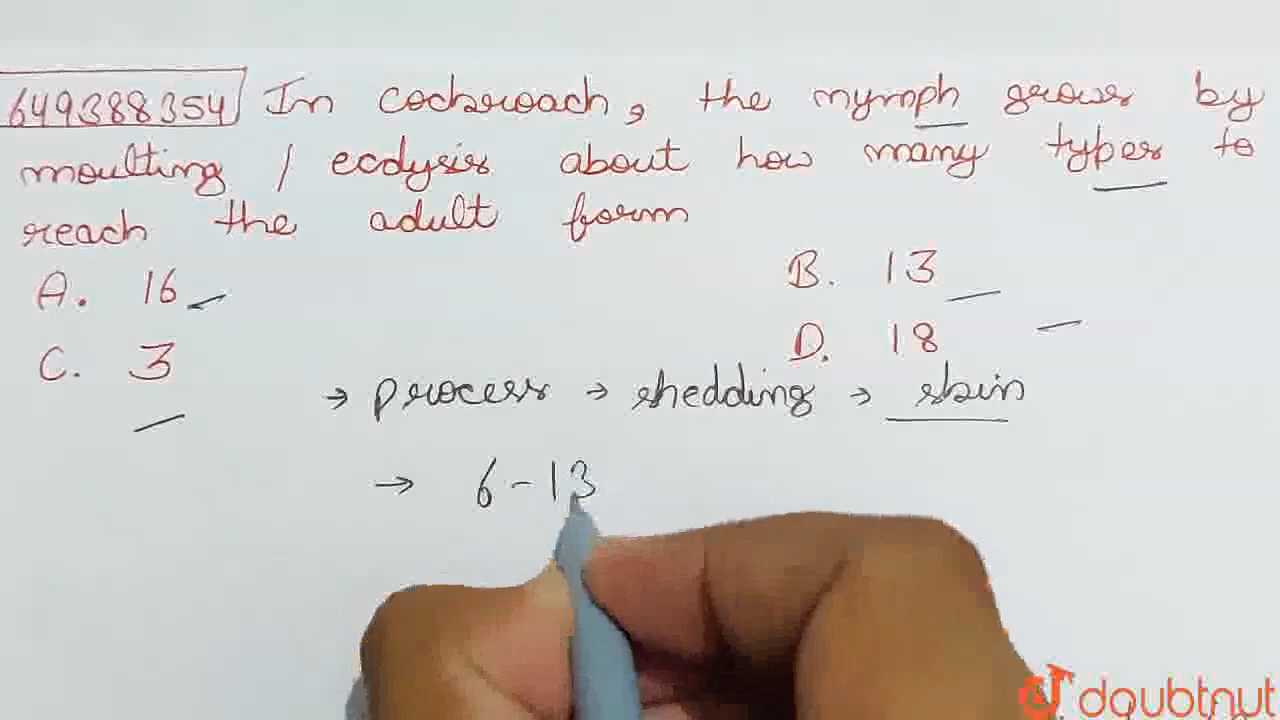 649388354 In cockroach, the nymph grows by
moulting / ecdysis about how many types to
reach the adult form
A. 16
B. 13
C. 3
D. 18
→ process → shedding → skin
→ 6-13
doubtnut